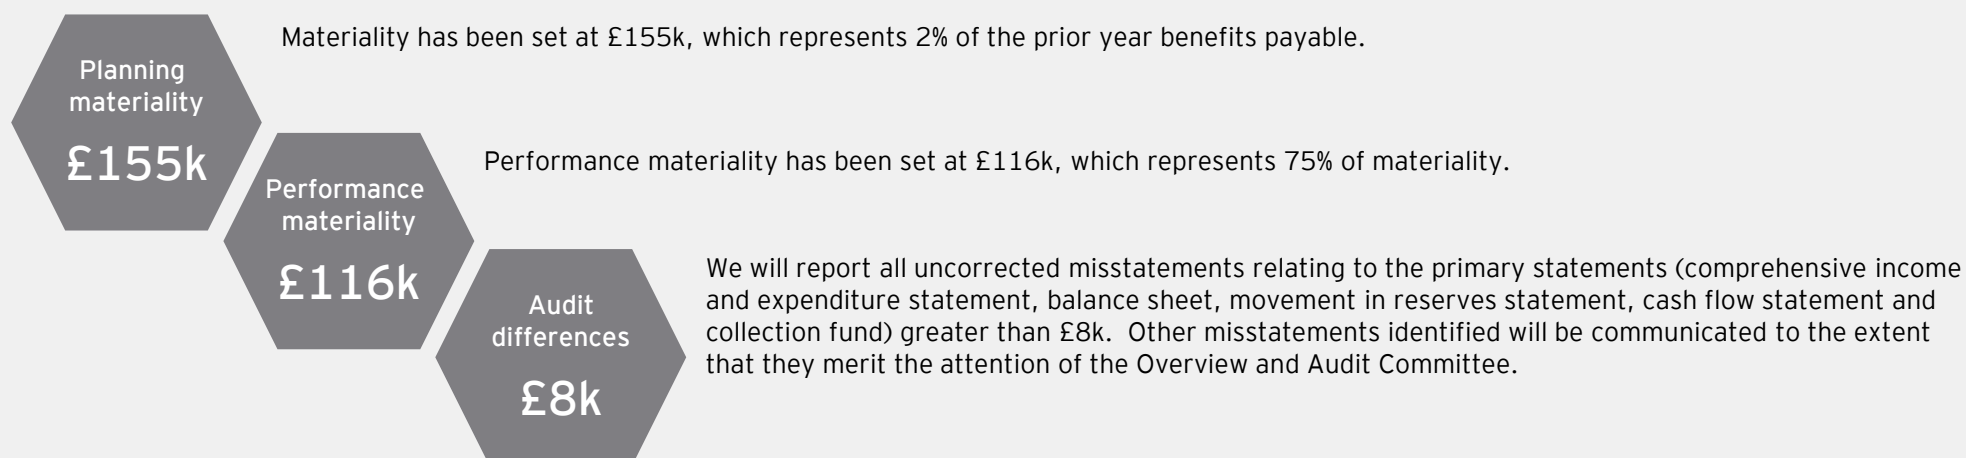 Planning
materiality
£155k
Materiality has been set at £155k, which represents 2% of the prior year benefits payable.
Performance
materiality
£116k
Performance materiality has been set at £116k, which represents 75% of materiality.
Audit
differences
£8k
We will report all uncorrected misstatements relating to the primary statements (comprehensive income
and expenditure statement, balance sheet, movement in reserves statement, cash flow statement and
collection fund) greater than £8k.  Other misstatements identified will be communicated to the extent
that they merit the attention of the Overview and Audit Committee.